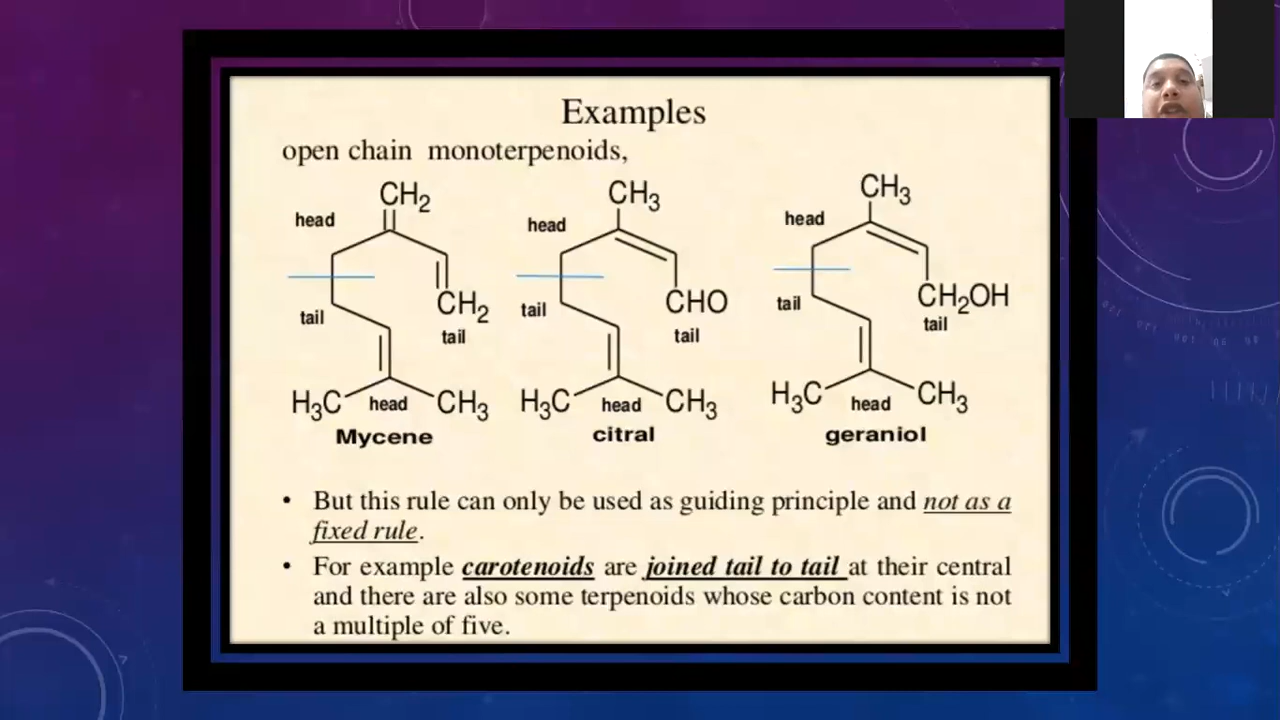 Examples
open chain monoterpenoids,
CH2 CH3 CH3
head head head
tail CH2 tail CHO tail CH2OH
tail tail tail
H3C head CH3 H3C head CH3 H3C head CH3
Mycene citral geraniol
• But this rule can only be used as guiding principle and not as a
fixed rule.
• For example carotenoids are joined tail to tail at their central
and there are also some terpenoids whose carbon content is not
a multiple of five.